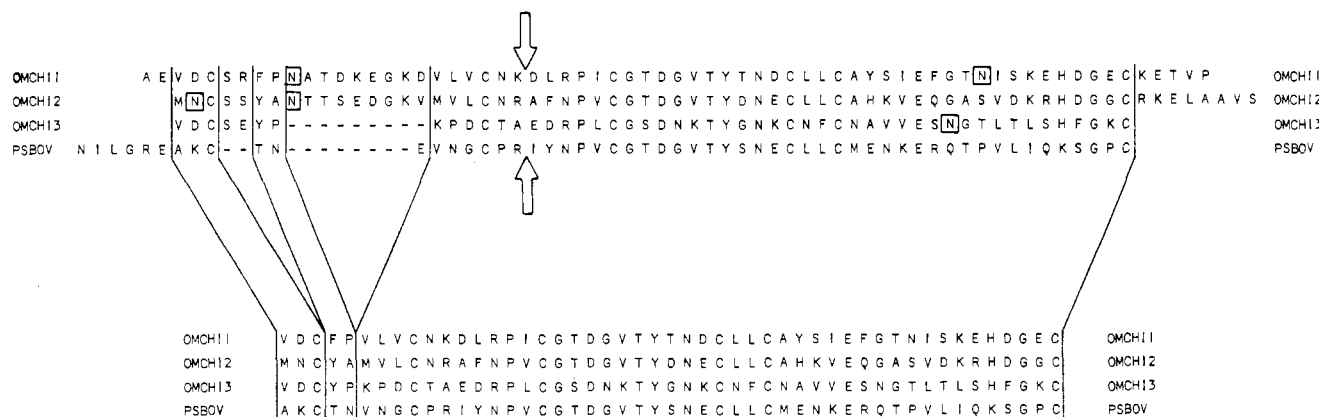 OMCHI1 A E V D C S R F P N A T D K E G K D V L V C N K D L R P I C G T D G V T Y T N D C L L C A Y S I E F G T N I S K E H D G E C K E T V P OMCHI1
OMCHI2 M N C S S Y A N T T S E D G K V M V L C N R A F N P V C G T D G V T Y D N E C L L C A H K V E Q G A S V D K R H D G G C R K E L A A V S OMCHI2
OMCHI3 V D C S E Y P - - - - - - - - - K P D C T A E D R P L C G S D N K T Y G N K C N F C N A V V E S N G T L T L S H F G K C OMCHI3
PSBOV N I L G R E A K C - - T N - - - - - - - - E V N G C P R I Y N P V C G T D G V T Y S N E C L L C M E N K E R Q T P V L I Q K S G P C PSBOV
OMCHI1 V D C F P V L V C N K D L R P I C G T D G V T Y T N D C L L C A Y S I E F G T N I S K E H D G E C OMCHI1
OMCHI2 M N C Y A M V L C N R A F N P V C G T D G V T Y D N E C L L C A H K V E Q G A S V D K R H D G G C OMCHI2
OMCHI3 V D C Y P K P D C T A E D R P L C G S D N K T Y G N K C N F C N A V V E S N G T L T L S H F G K C OMCHI3
PSBOV A K C T N V N G C P R I Y N P V C G T D G V T Y S N E C L L C M E N K E R Q T P V L I Q K S G P C PSBOV